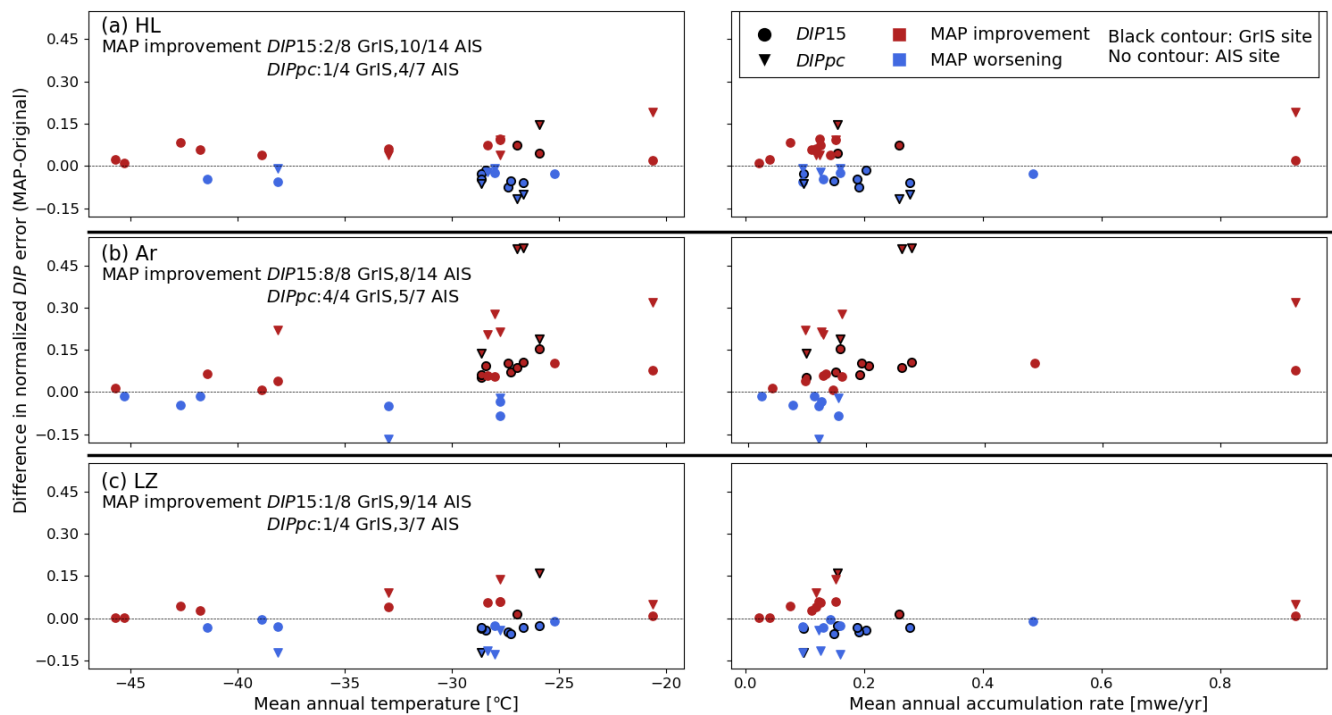 (a) HL
MAP improvement DIP15:2/8 GrIS,10/14 AIS
DIPpc:1/4 GrIS,4/7 AIS
0.45
0.30
0.15
0.00
−0.15
DIP15
DIPpc
MAP improvement
MAP worsening
Black contour: GrIS site
No contour: AIS site
(b) Ar
MAP improvement DIP15:8/8 GrIS,8/14 AIS
DIPpc:4/4 GrIS,5/7 AIS
0.45
0.30
0.15
0.00
−0.15
Difference in normalized DIP error (MAP-Original)
(c) LZ
MAP improvement DIP15:1/8 GrIS,9/14 AIS
DIPpc:1/4 GrIS,3/7 AIS
0.45
0.30
0.15
0.00
−0.15
−45 −40 −35 −30 −25 −20
Mean annual temperature [°C]
0.0 0.2 0.4 0.6 0.8
Mean annual accumulation rate [mwe/yr]